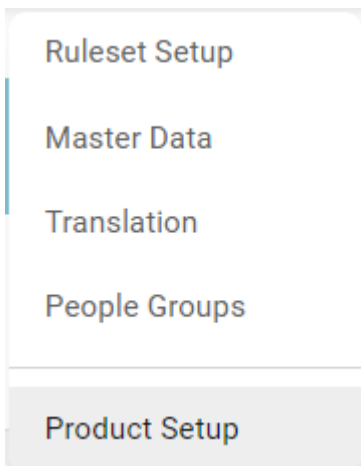 Ruleset Setup
Master Data
Translation
People Groups
Product Setup